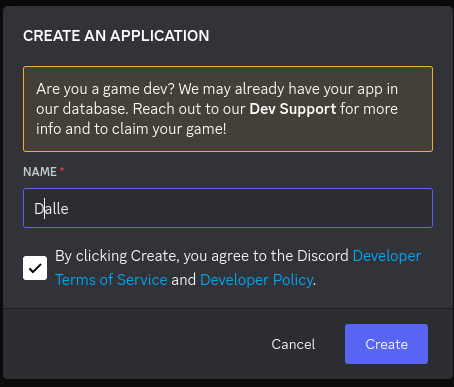 CREATE AN APPLICATION
Are you a game dev? We may already have your app in
our database. Reach out to our Dev Support for more
info and to claim your game!
NAME *
Dalle
By clicking Create, you agree to the Discord Developer
Terms of Service and Developer Policy.
Cancel
Create